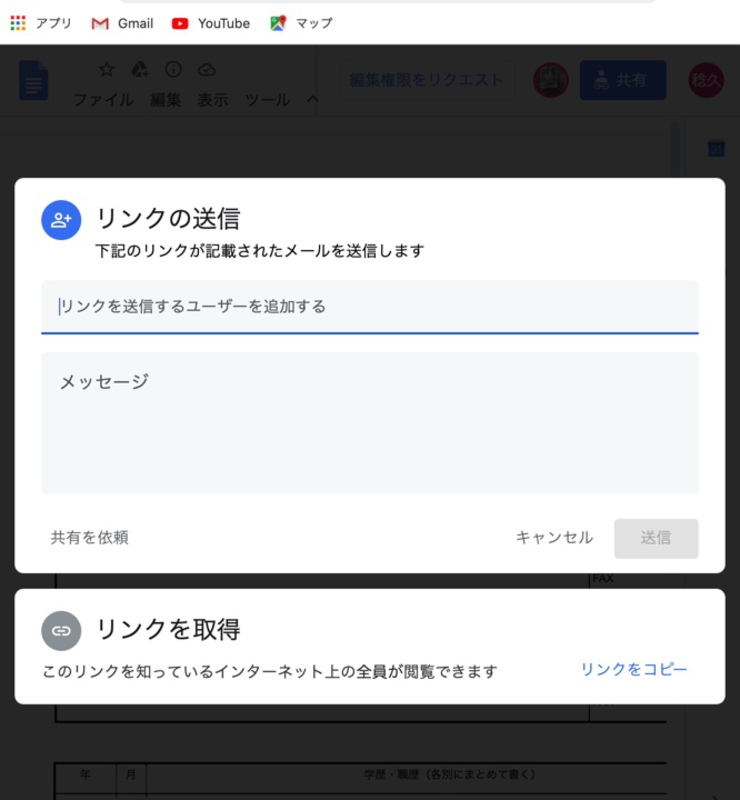 アプリ Gmail YouTube マップ
編集権限をリクエスト 共有 稔久
ファイル 編集 表示 ツール ヘ
リンクの送信
下記のリンクが記載されたメールを送信します
リンクを送信するユーザーを追加する
メッセージ
共有を依頼 キャンセル 送信
FAX
リンクを取得
このリンクを知っているインターネット上の全員が閲覧できます リンクをコピー
年 月 学歴・職歴（各別にまとめて書く）